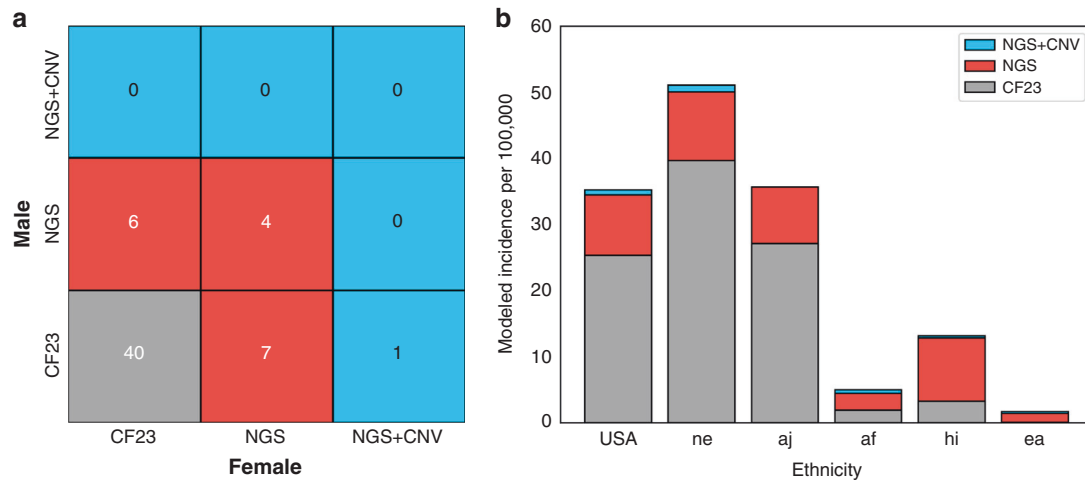 a
NGS+CNV
NGS
CF23
Male
0 0 0
6 4 0
40 7 1
CF23 NGS NGS+CNV
Female
b
Modeled incidence per 100,000
60
50
40
30
20
10
0
NGS+CNV
NGS
CF23
USA ne aj af hi ea
Ethnicity